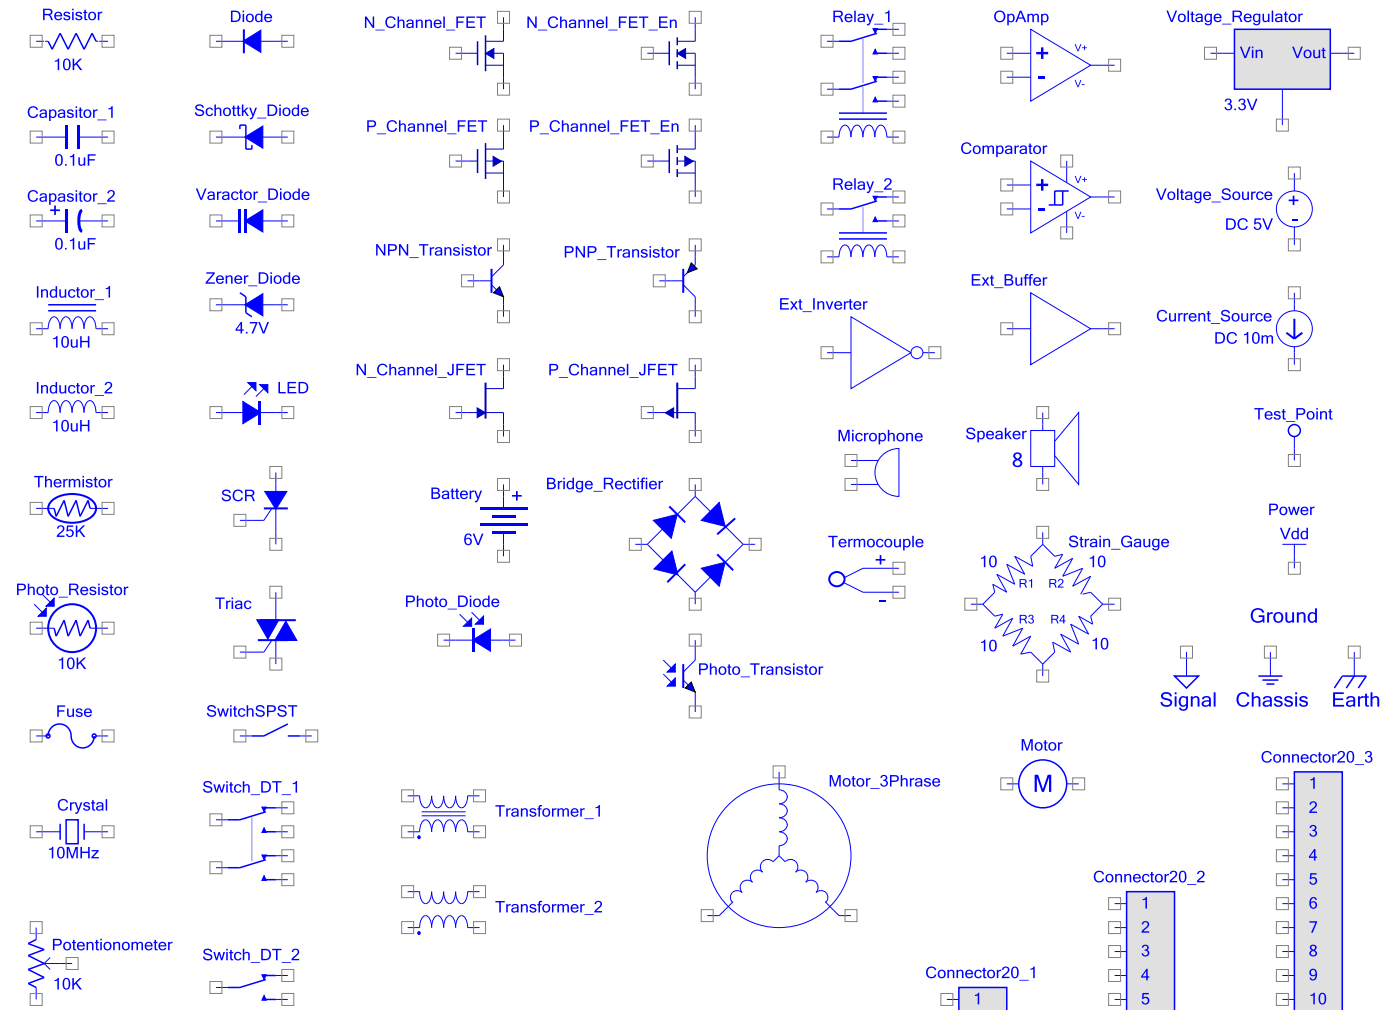 Resistor
10K
Capasitor_1
0.1uF
Capasitor_2
+
0.1uF
Inductor_1
10uH
Inductor_2
10uH
Thermistor
25K
Photo_Resistor
10K
Fuse
Crystal
10MHz
Potentionometer
10K
Diode
Schottky_Diode
Varactor_Diode
Zener_Diode
4.7V
LED
SCR
Triac
SwitchSPST
Switch_DT_1
Switch_DT_2
N_Channel_FET
P_Channel_FET
NPN_Transistor
N_Channel_JFET
Battery
+
6V
Photo_Diode
Transformer_1
Transformer_2
N_Channel_FET_En
P_Channel_FET_En
PNP_Transistor
P_Channel_JFET
Bridge_Rectifier
Photo_Transistor
Motor_3Phrase
Relay_1
Relay_2
Ext_Inverter
Microphone
Termocouple
+
-
OpAmp
+
-
V+
V-
Comparator
+
-
V+
V-
Ext_Buffer
Speaker
8
Strain_Gauge
10
10
R1
R2
R3
R4
10
10
Motor
M
Voltage_Regulator
Vin
Vout
3.3V
Voltage_Source
+
-
DC 5V
Current_Source
DC 10m
Test_Point
Power
Vdd
Ground
Signal
Chassis
Earth
Connector20_1
1
Connector20_2
1
2
3
4
5
Connector20_3
1
2
3
4
5
6
7
8
9
10